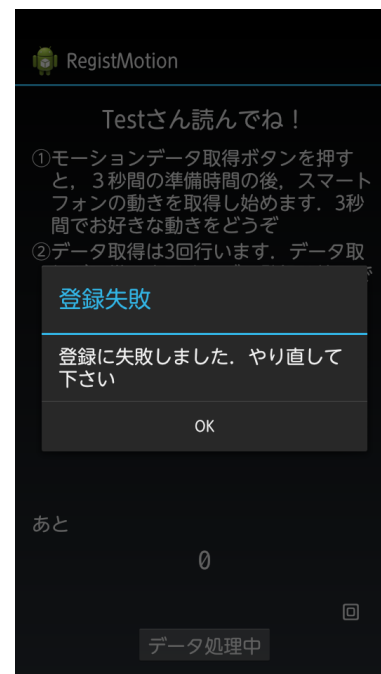 RegistMotion
Testさん読んでね！
①モーションデータ取得ボタンを押す
と，３秒間の準備時間の後，スマート
フォンの動きを取得し始めます．3秒
間でお好きな動きをどうぞ
②データ取得は3回行います．データ取
登録失敗
登録に失敗しました．やり直して
下さい
OK
あと
0
データ処理中